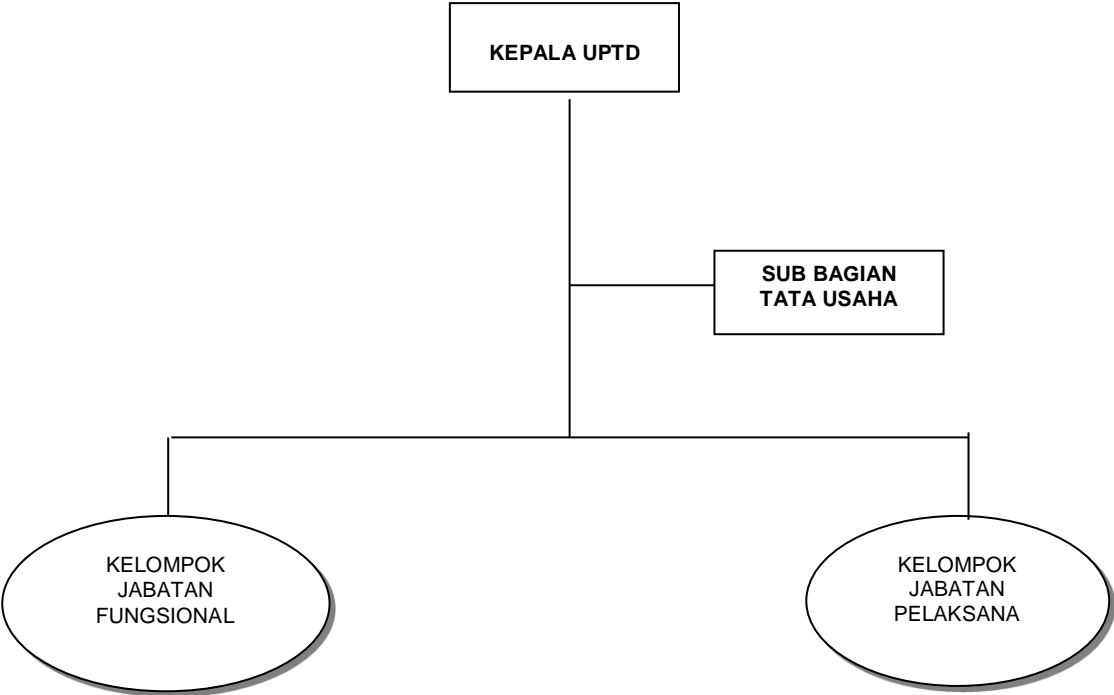 KEPALA UPTD
SUB BAGIAN
TATA USAHA
KELOMPOK
JABATAN
FUNGSIONAL
KELOMPOK
JABATAN
PELAKSANA